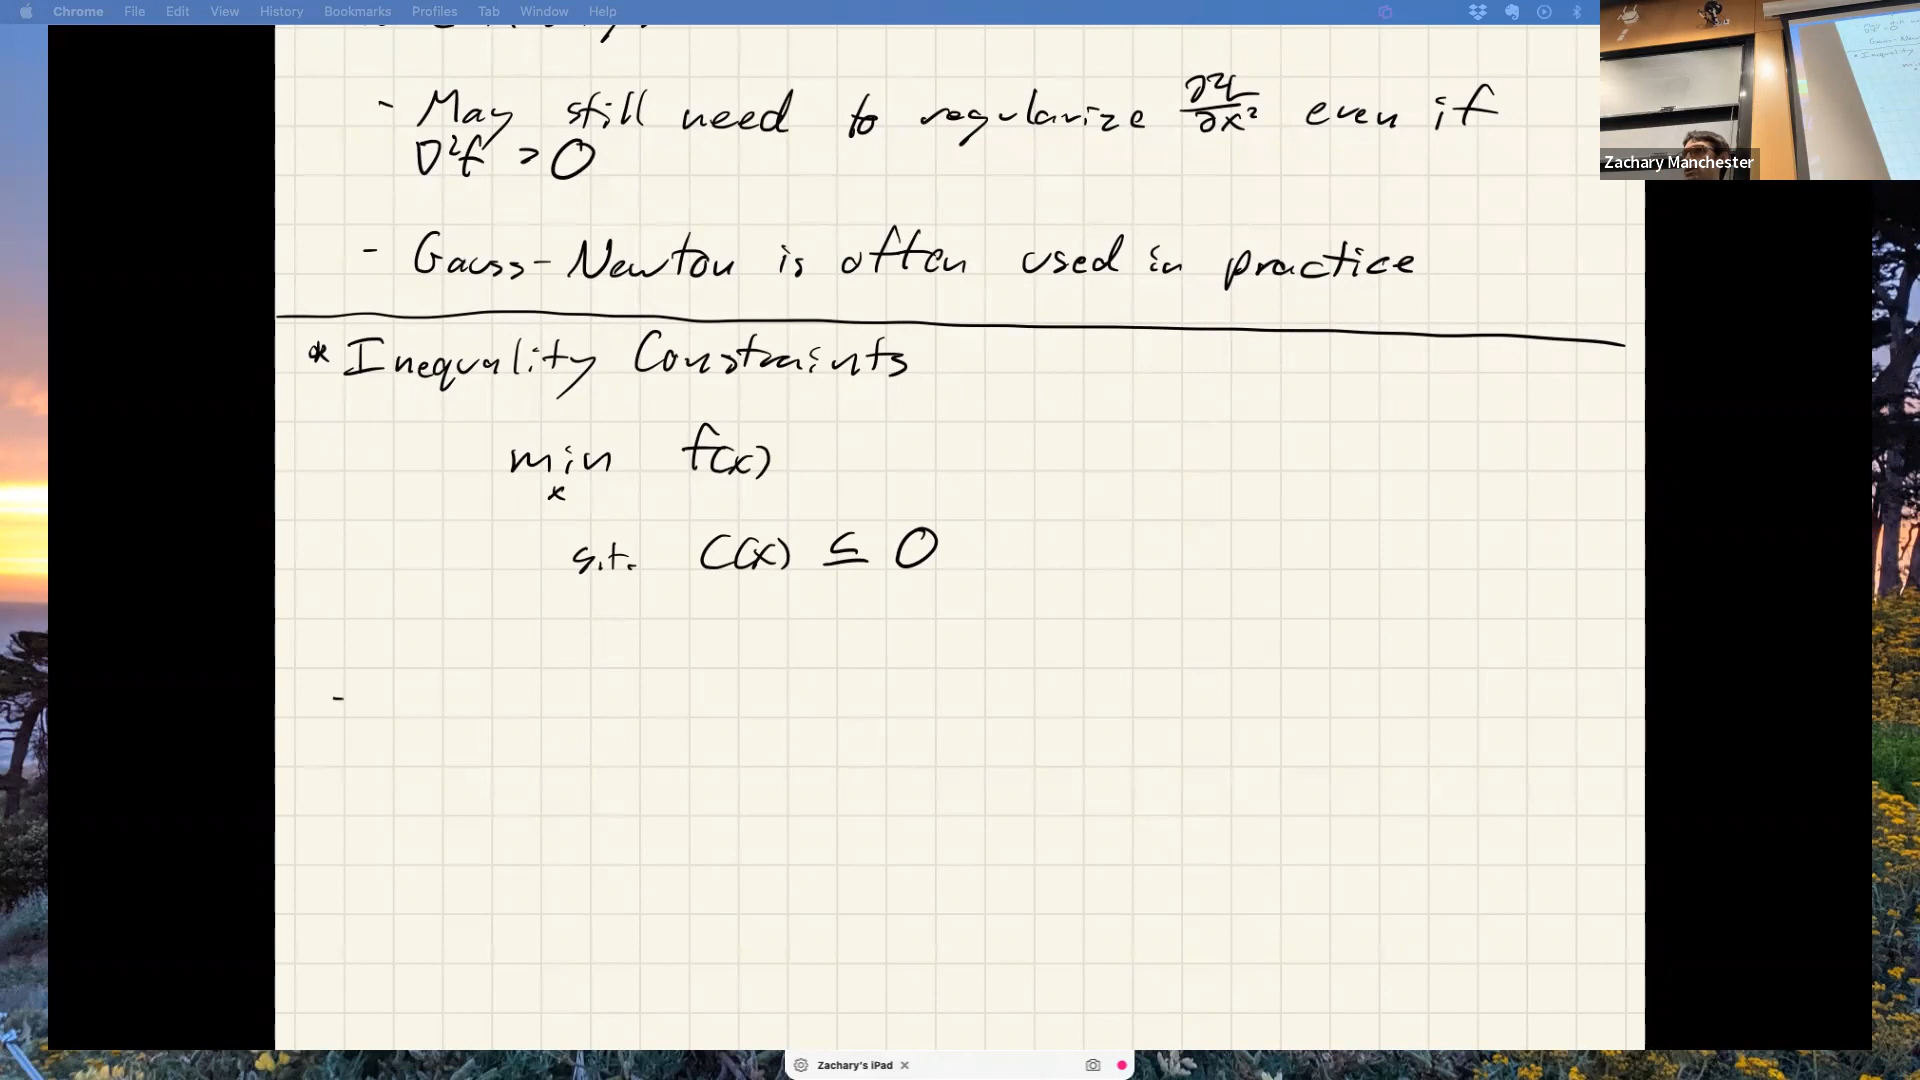 Chrome File Edit View History Bookmarks Profiles Tab Window Help
- May still need to regularize ∂²L/∂x² even if
∇²f > 0
- Gauss-Newton is often used in practice
Zachary Manchester
* Inequality Constraints
min f(x)
x
s.t. C(x) ≤ 0
-
Zachary's iPad